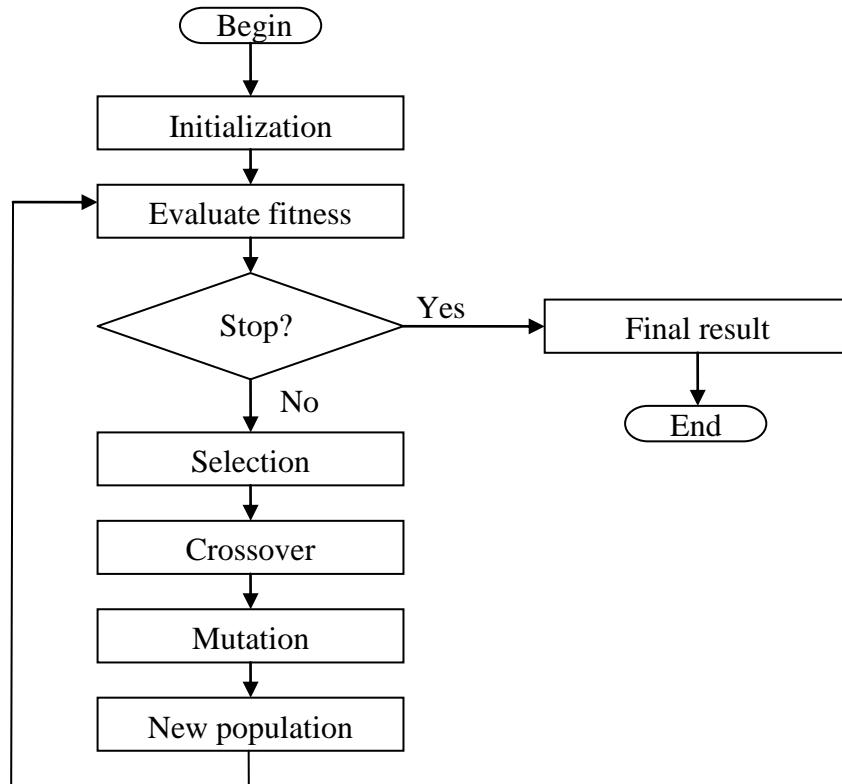 Begin
Initialization
Evaluate fitness
Stop?
Yes
Final result
No
End
Selection
Crossover
Mutation
New population